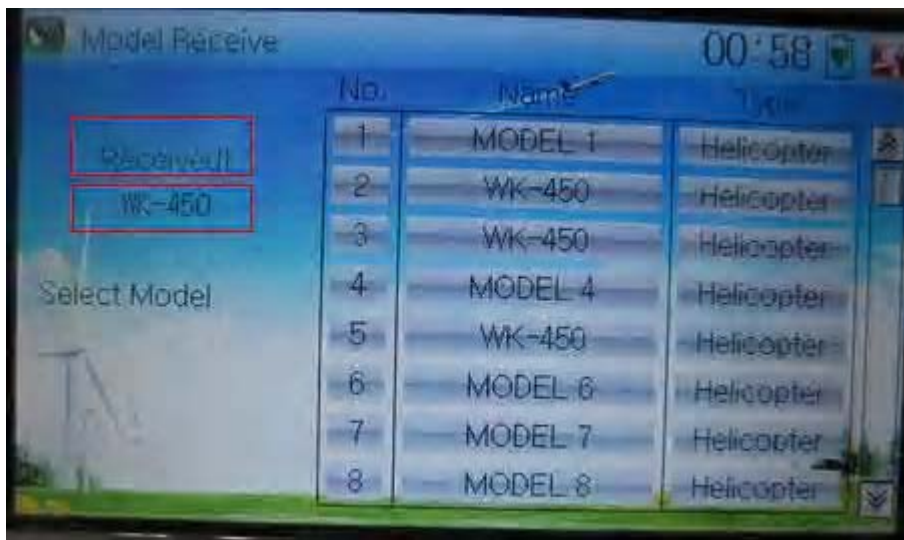 Model Receive 00:58
No. Name Type
Received!!
WK-450
Select Model
1 MODEL 1 Helicopter
2 WK-450 Helicopter
3 WK-450 Helicopter
4 MODEL 4 Helicopter
5 WK-450 Helicopter
6 MODEL 6 Helicopter
7 MODEL 7 Helicopter
8 MODEL 8 Helicopter